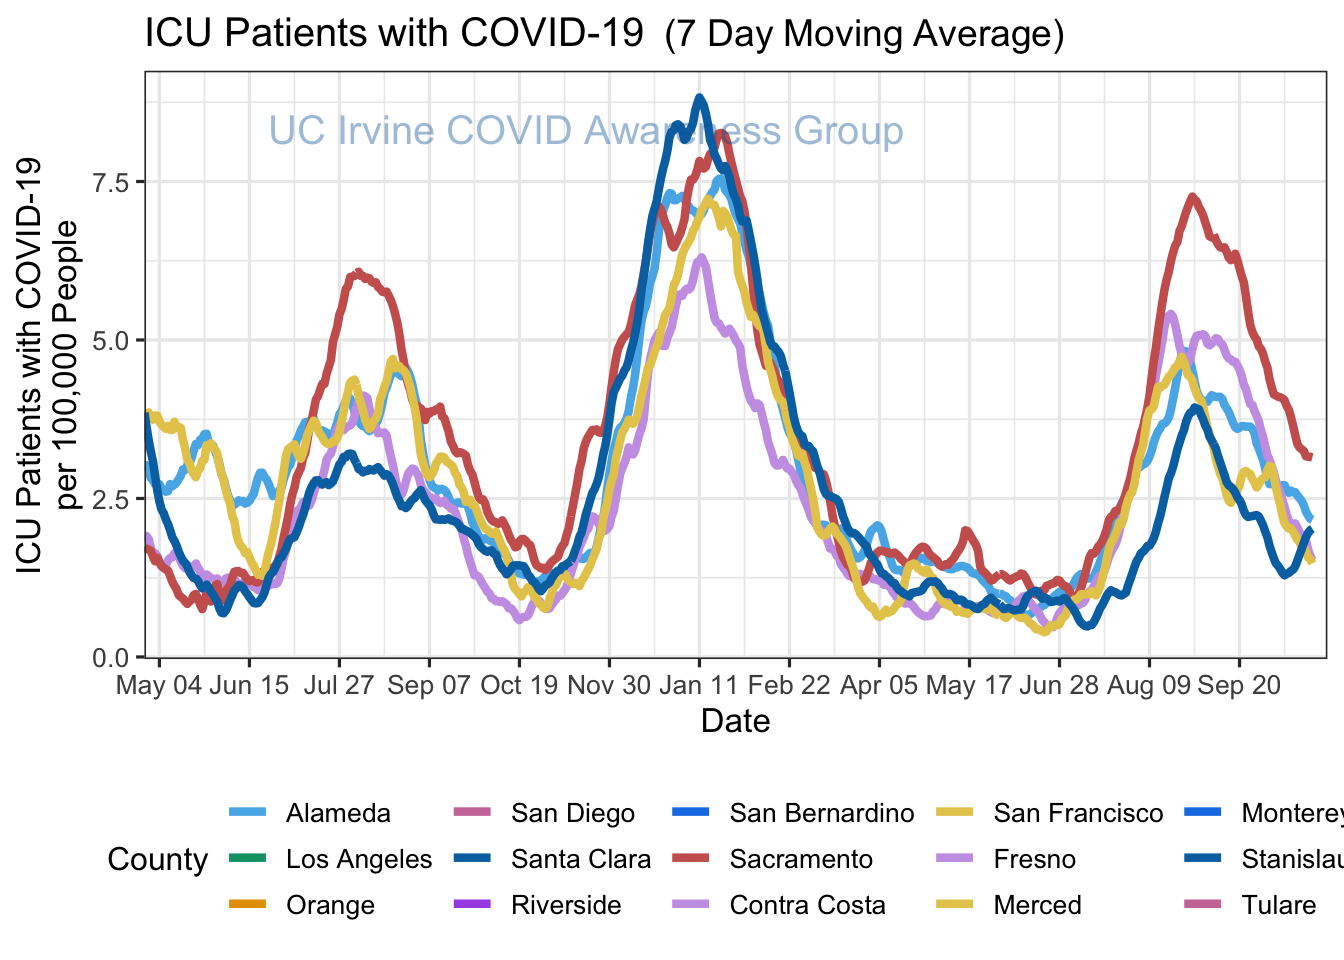 ICU Patients with COVID-19 (7 Day Moving Average)
UC Irvine COVID Awareness Group
ICU Patients with COVID-19
per 100,000 People
7.5
5.0
2.5
0.0
May 04 Jun 15 Jul 27 Sep 07 Oct 19 Nov 30 Jan 11 Feb 22 Apr 05 May 17 Jun 28 Aug 09 Sep 20
Date
County
Alameda San Diego San Bernardino San Francisco Monterey
Los Angeles Santa Clara Sacramento Fresno Stanislau
Orange Riverside Contra Costa Merced Tulare